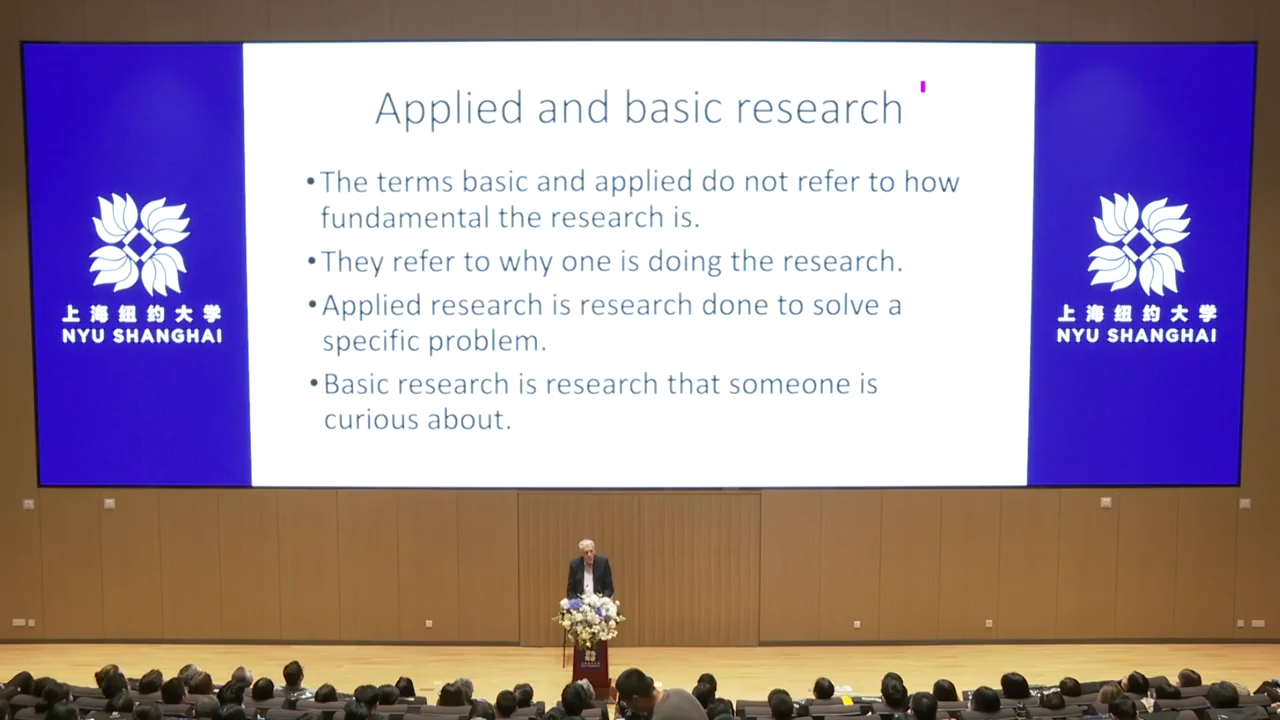 Applied and basic research
•The terms basic and applied do not refer to how
fundamental the research is.
•They refer to why one is doing the research.
•Applied research is research done to solve a
specific problem.
•Basic research is research that someone is
curious about.
上海纽约大学
NYU SHANGHAI
上海纽约大学
NYU SHANGHAI